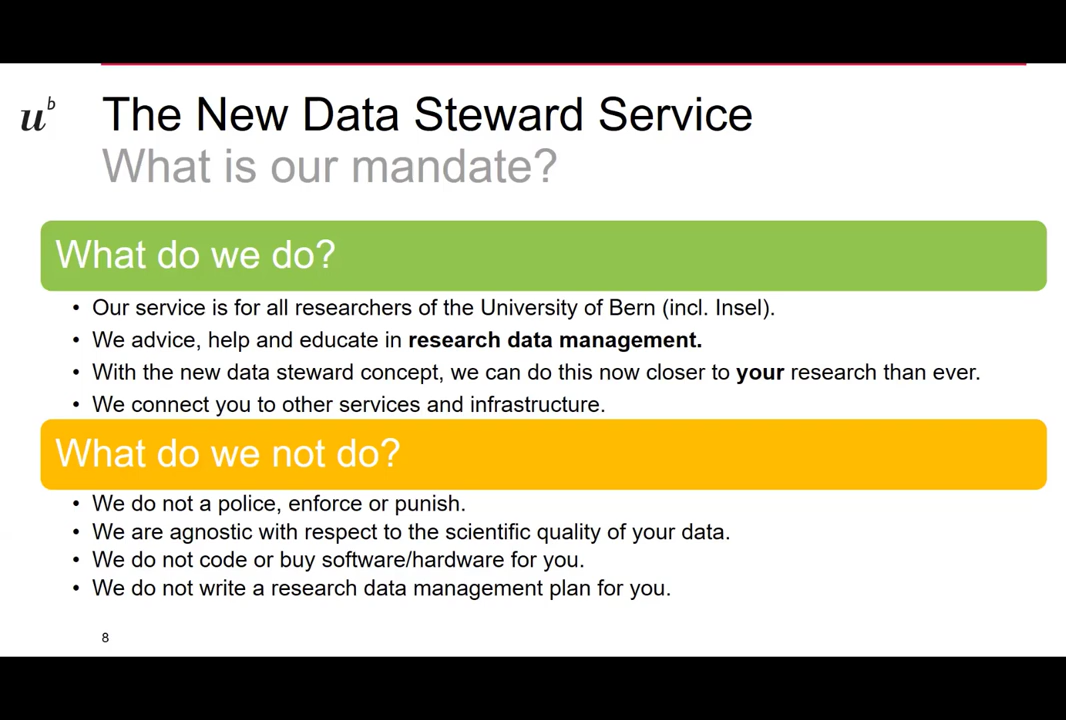 u^b
The New Data Steward Service
What is our mandate?
What do we do?
• Our service is for all researchers of the University of Bern (incl. Insel).
• We advice, help and educate in research data management.
• With the new data steward concept, we can do this now closer to your research than ever.
• We connect you to other services and infrastructure.
What do we not do?
• We do not a police, enforce or punish.
• We are agnostic with respect to the scientific quality of your data.
• We do not code or buy software/hardware for you.
• We do not write a research data management plan for you.
8